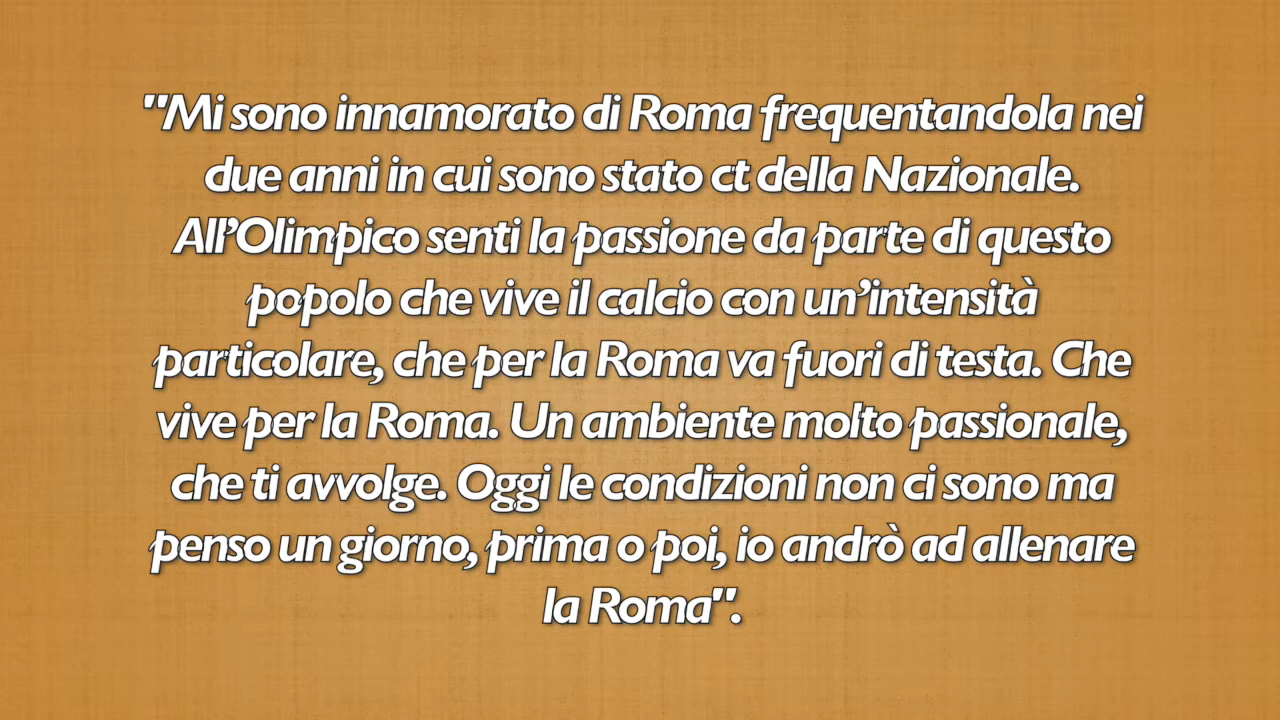 "Mi sono innamorato di Roma frequentandola nei
due anni in cui sono stato ct della Nazionale.
All’Olimpico senti la passione da parte di questo
popolo che vive il calcio con un’intensità
particolare, che per la Roma va fuori di testa. Che
vive per la Roma. Un ambiente molto passionale,
che ti avvolge. Oggi le condizioni non ci sono ma
penso un giorno, prima o poi, io andrò ad allenare
la Roma".